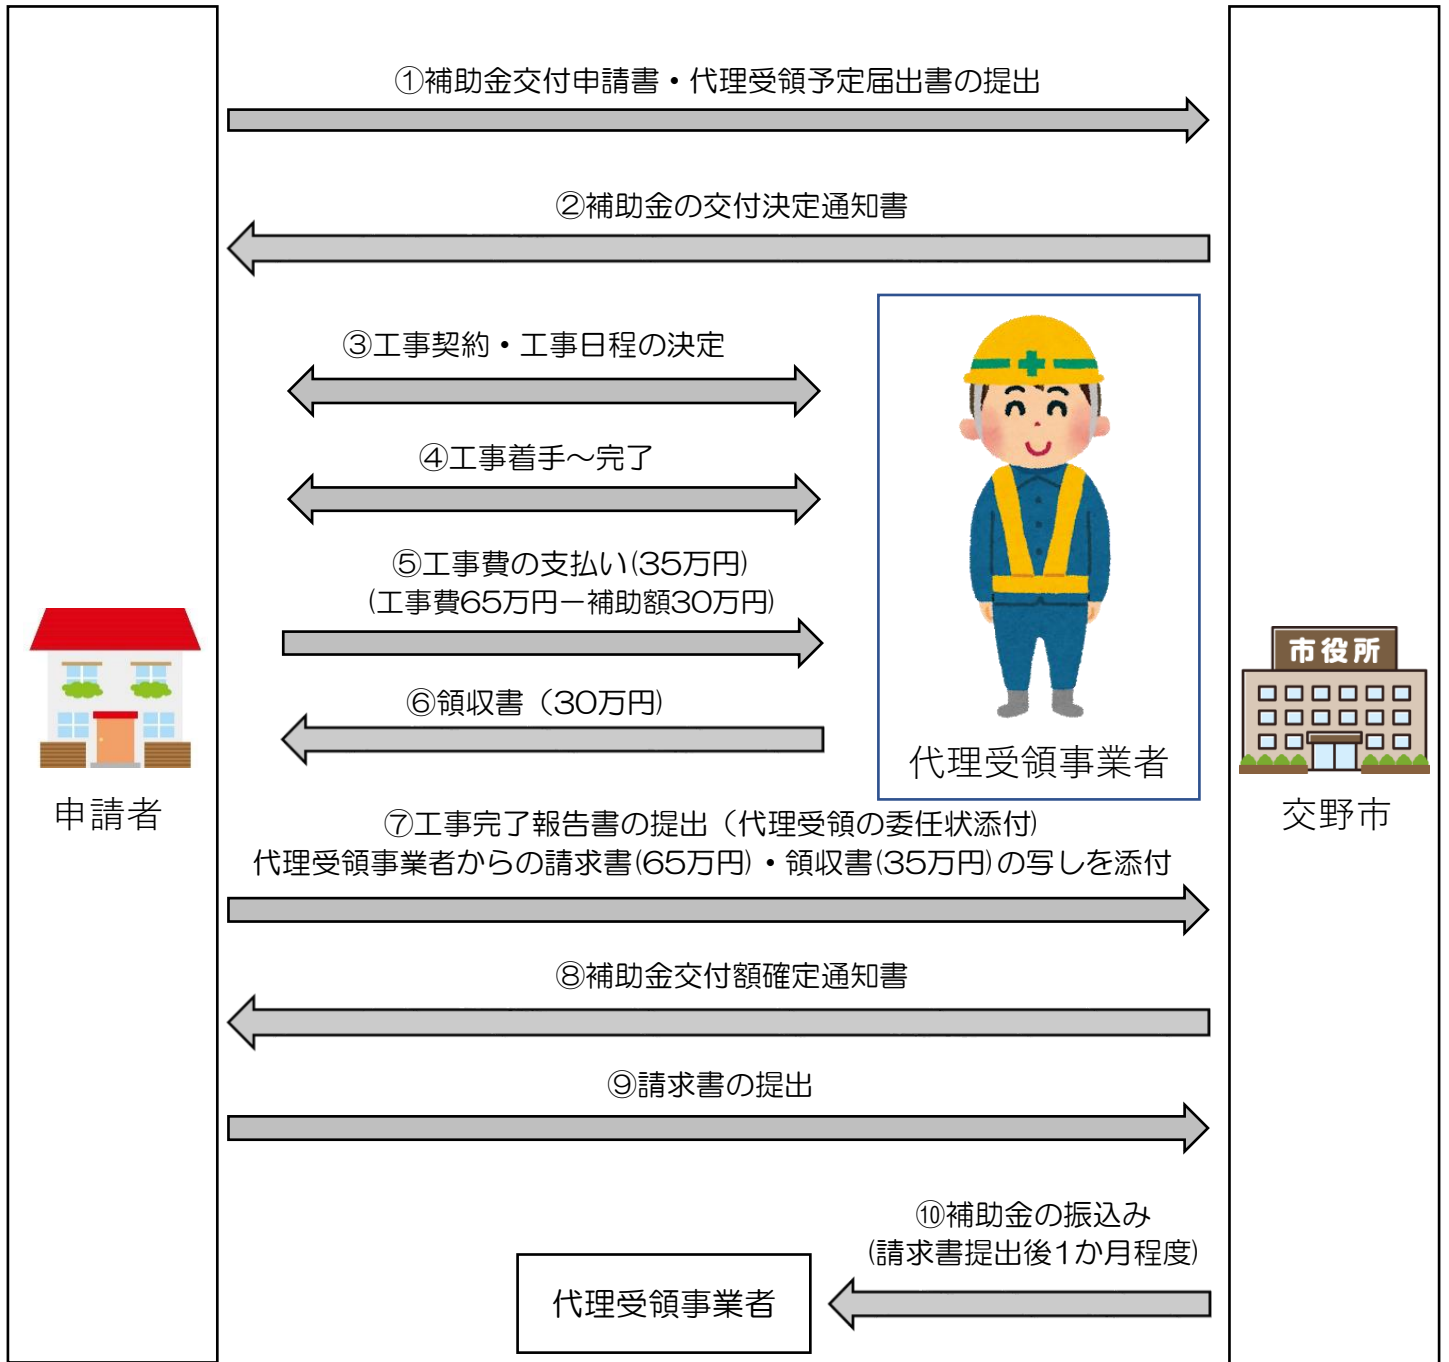 ①補助金交付申請書・代理受領予定届出書の提出
②補助金の交付決定通知書
③工事契約・工事日程の決定
④工事着手～完了
⑤工事費の支払い(35万円)
(工事費65万円－補助額30万円)
⑥領収書（30万円)
代理受領事業者
申請者
市役所
交野市
⑦工事完了報告書の提出（代理受領の委任状添付)
代理受領事業者からの請求書(65万円)・領収書(35万円)の写しを添付
⑧補助金交付額確定通知書
⑨請求書の提出
⑩補助金の振込み
(請求書提出後1か月程度)
代理受領事業者